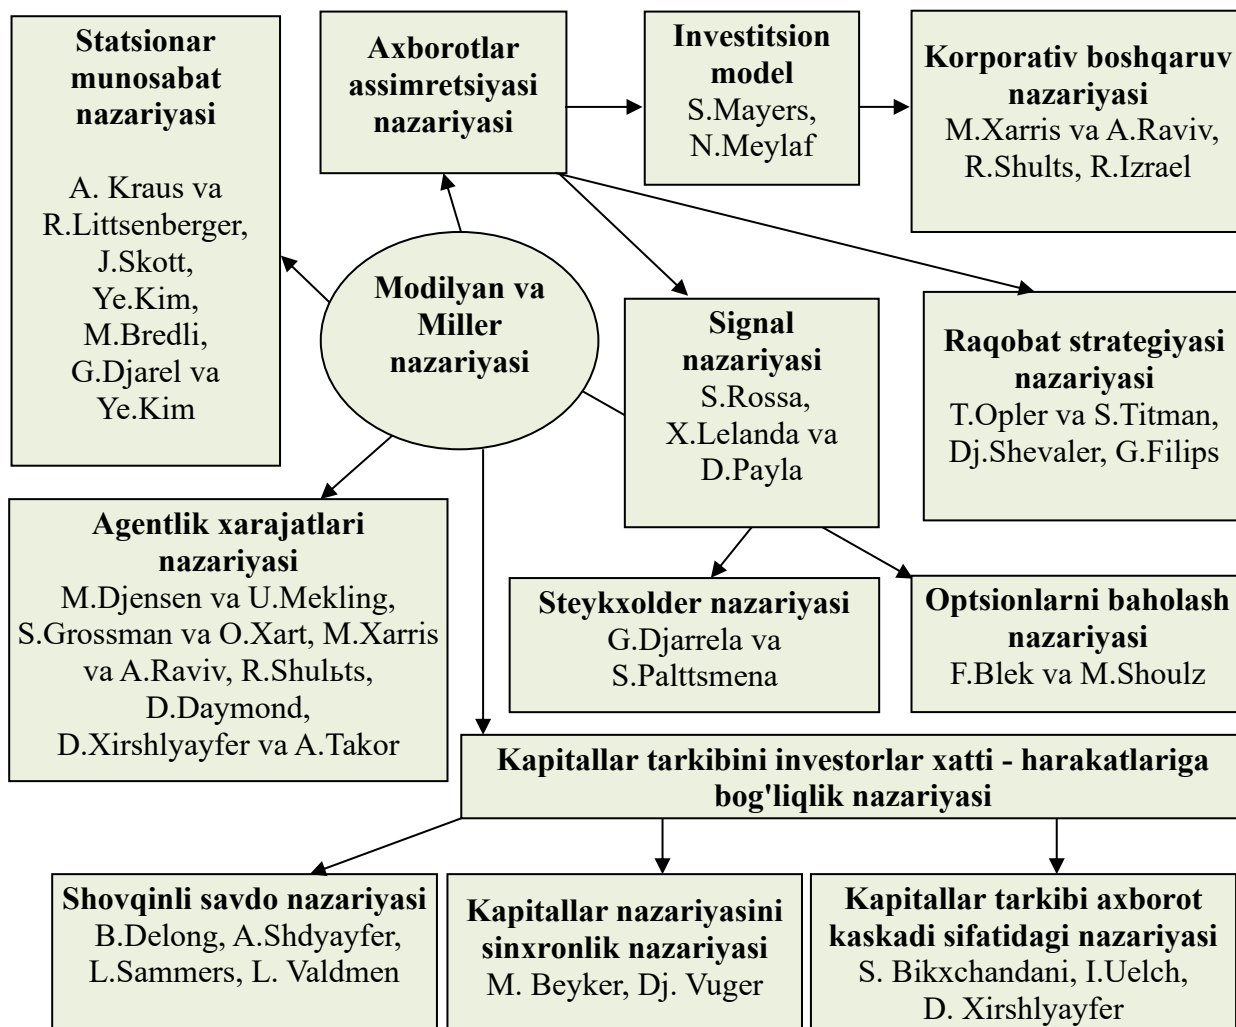 Statsionar
munosabat
nazariyasi
A. Kraus va
R.Littsenberger,
J.Skott,
Ye.Kim,
M.Bredli,
G.Djarel va
Ye.Kim
Axborotlar
assimretsiyasi
nazariyasi
Investitsion
model
S.Mayers,
N.Meylaf
Korporativ boshqaruv
nazariyasi
M.Xarris va A.Raviv,
R.Shults, R.Izrael
Modilyan va
Miller
nazariyasi
Signal
nazariyasi
S.Rossa,
X.Lelanda va
D.Payla
Raqobat strategiyasi
nazariyasi
T.Opler va S.Titman,
Dj.Shevaler, G.Filips
Agentlik xarajatlari
nazariyasi
M.Djensen va U.Mekling,
S.Grossman va O.Xart, M.Xarris
va A.Raviv, R.Shulьts,
D.Daymond,
D.Xirshlyayfer va A.Takor
Steykxolder nazariyasi
G.Djarrela va
S.Palttsmena
Optsionlarni baholash
nazariyasi
F.Blek va M.Shoulz
Kapitallar tarkibini investorlar xatti - harakatlariga
bog'liqlik nazariyasi
Shovqinli savdo nazariyasi
B.Delong, A.Shdyayfer,
L.Sammers, L. Valdmen
Kapitallar nazariyasini
sinxronlik nazariyasi
M. Beyker, Dj. Vuger
Kapitallar tarkibi axborot
kaskadi sifatidagi nazariyasi
S. Bikxchandani, I.Uelch,
D. Xirshlyayfer